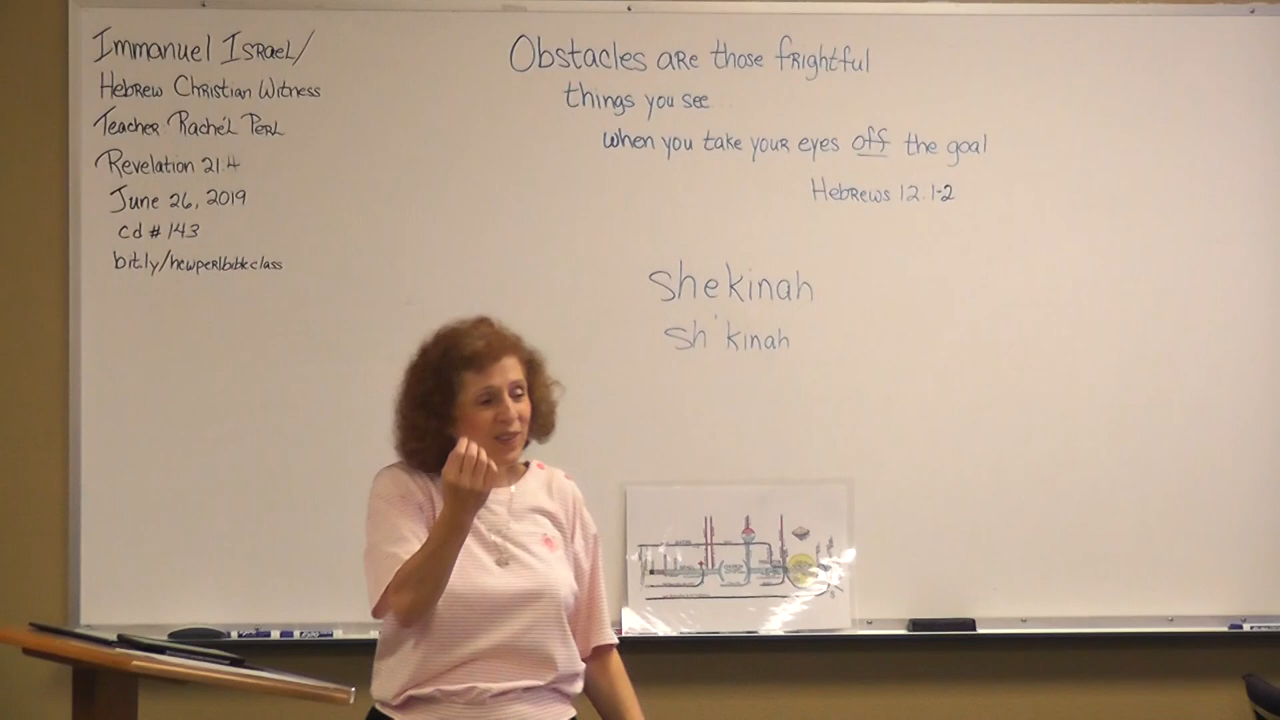 Immanuel Israel/
Hebrew Christian Witness
Teacher Rachél Perl
Revelation 21.4
June 26, 2019
cd # 143
bit.ly/newperlbibleclass
Obstacles are those frightful
things you see
when you take your eyes off the goal
Hebrews 12.1-2
Shekinah
Sh'kinah